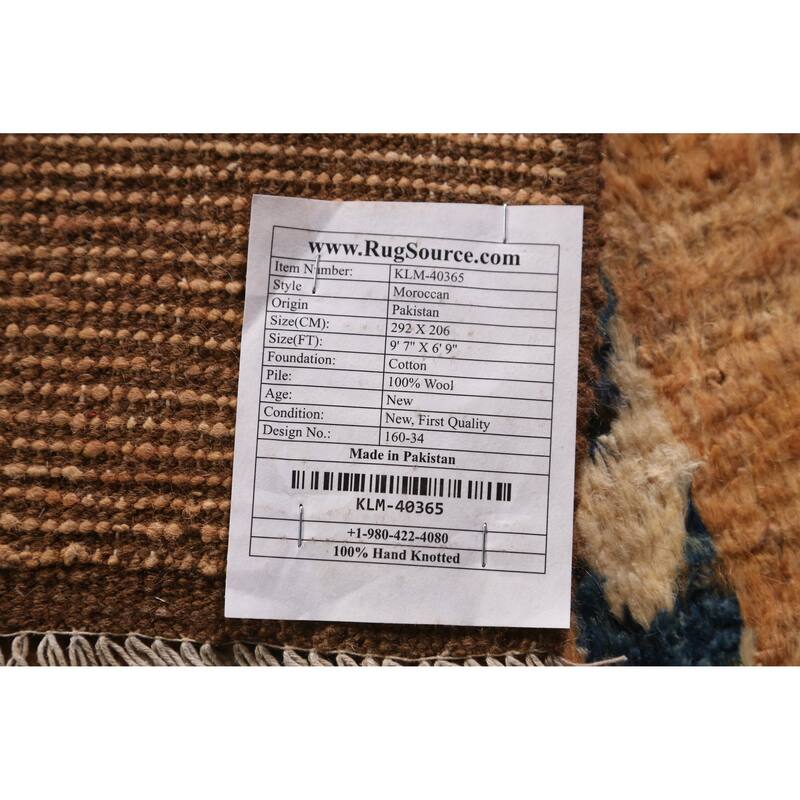 www.RugSource.com
Item Number: KLM-40365
Style Moroccan
Origin Pakistan
Size(CM): 292 X 206
Size(FT): 9' 7" X 6' 9"
Foundation: Cotton
Pile: 100% Wool
Age: New
Condition: New, First Quality
Design No.: 160-34
Made in Pakistan
KLM-40365
+1-980-422-4080
100% Hand Knotted